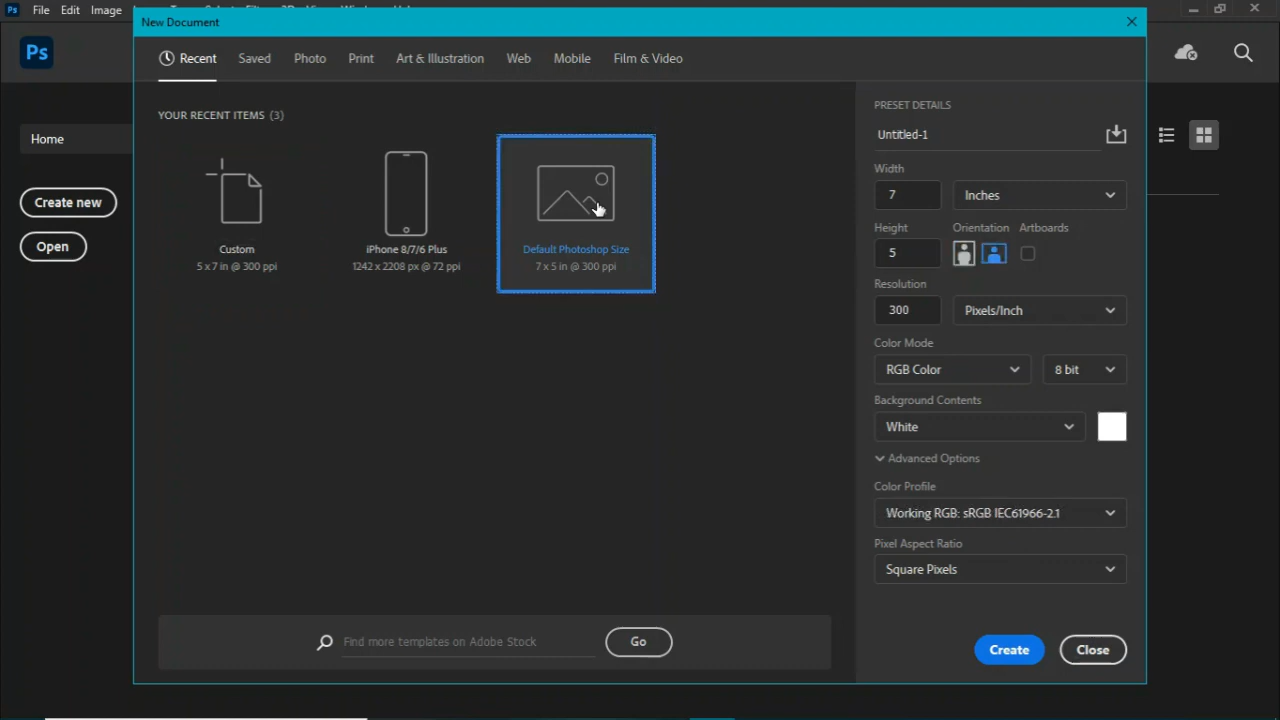 Ps File Edit Image
New Document
Ps
Recent Saved Photo Print Art & Illustration Web Mobile Film & Video
YOUR RECENT ITEMS (3)
PRESET DETAILS
Untitled-1
Home
Width
7 Inches
Create new
Height Orientation Artboards
Open
5
Custom iPhone 8/7/6 Plus Default Photoshop Size
5 x 7 in @ 300 ppi 1242 x 2208 px @ 72 ppi 7 x 5 in @ 300 ppi
Resolution
300 Pixels/Inch
Color Mode
RGB Color 8 bit
Background Contents
White
Advanced Options
Color Profile
Working RGB: sRGB IEC61966-2.1
Pixel Aspect Ratio
Square Pixels
Find more templates on Adobe Stock Go
Create Close